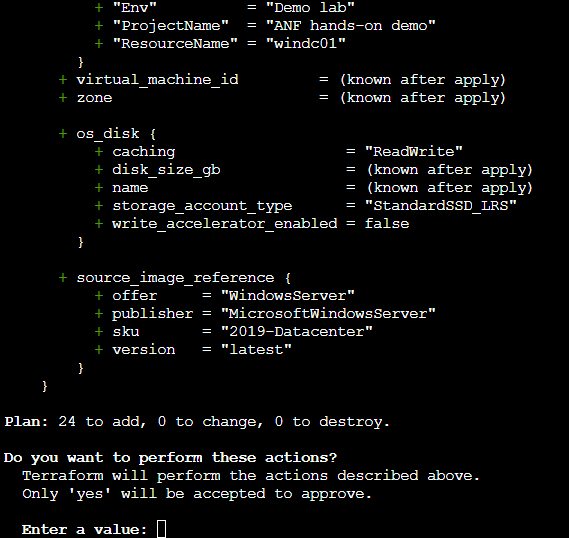 + "Env"          = "Demo lab"
+ "ProjectName"  = "ANF hands-on demo"
+ "ResourceName" = "windc01"
}
+ virtual_machine_id         = (known after apply)
+ zone                       = (known after apply)
+ os_disk {
+ caching                   = "ReadWrite"
+ disk_size_gb              = (known after apply)
+ name                      = (known after apply)
+ storage_account_type      = "StandardSSD_LRS"
+ write_accelerator_enabled = false
}
+ source_image_reference {
+ offer     = "WindowsServer"
+ publisher = "MicrosoftWindowsServer"
+ sku       = "2019-Datacenter"
+ version   = "latest"
}
}
Plan: 24 to add, 0 to change, 0 to destroy.
Do you want to perform these actions?
Terraform will perform the actions described above.
Only 'yes' will be accepted to approve.
Enter a value: